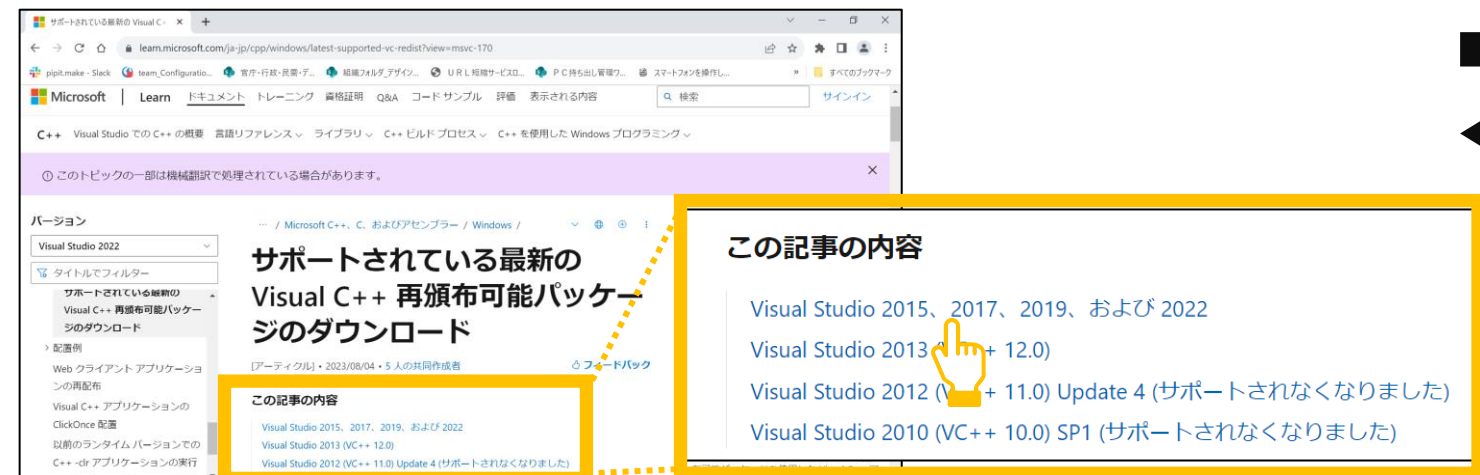 サポートされている最新の Visual C+
learn.microsoft.com/ja-jp/cpp/windows/latest-supported-vc-redist?view=msvc-170
pipit.make - Slack
team_Configuratio...
官庁・行政・民需・デ...
組織フォルダ_デザイン...
URL短縮サービスロ...
PC持ち出し管理ワ...
スマートフォンを操作し...
»
すべてのブックマーク
Microsoft Learn ドキュメント トレーニング 資格証明 Q&A コード サンプル 評価 表示される内容 検索 サインイン
C++ Visual Studio での C++ の概要 言語リファレンス ライブラリ C++ ビルド プロセス C++ を使用した Windows プログラミング
このトピックの一部は機械翻訳で処理されている場合があります。
バージョン
Visual Studio 2022
タイトルでフィルター
サポートされている最新の
Visual C++ 再頒布可能パッケー
ジのダウンロード
配置例
Web クライアント アプリケーショ
ンの再配布
Visual C++ アプリケーションの
ClickOnce 配置
以前のランタイム バージョンでの
C++ -clr アプリケーションの実行
… / Microsoft C++、C、およびアセンブラー / Windows /
サポートされている最新の
Visual C++ 再頒布可能パッケー
ジのダウンロード
[アーティクル]・2023/08/04・5 人の共同作成者
フィードバック
この記事の内容
Visual Studio 2015、2017、2019、および 2022
Visual Studio 2013 (VC++ 12.0)
Visual Studio 2012 (VC++ 11.0) Update 4 (サポートされなくなりました)
この記事の内容
Visual Studio 2015、2017、2019、および 2022
Visual Studio 2013 + 12.0)
Visual Studio 2012 (V + 11.0) Update 4 (サポートされなくなりました)
Visual Studio 2010 (VC++ 10.0) SP1 (サポートされなくなりました)